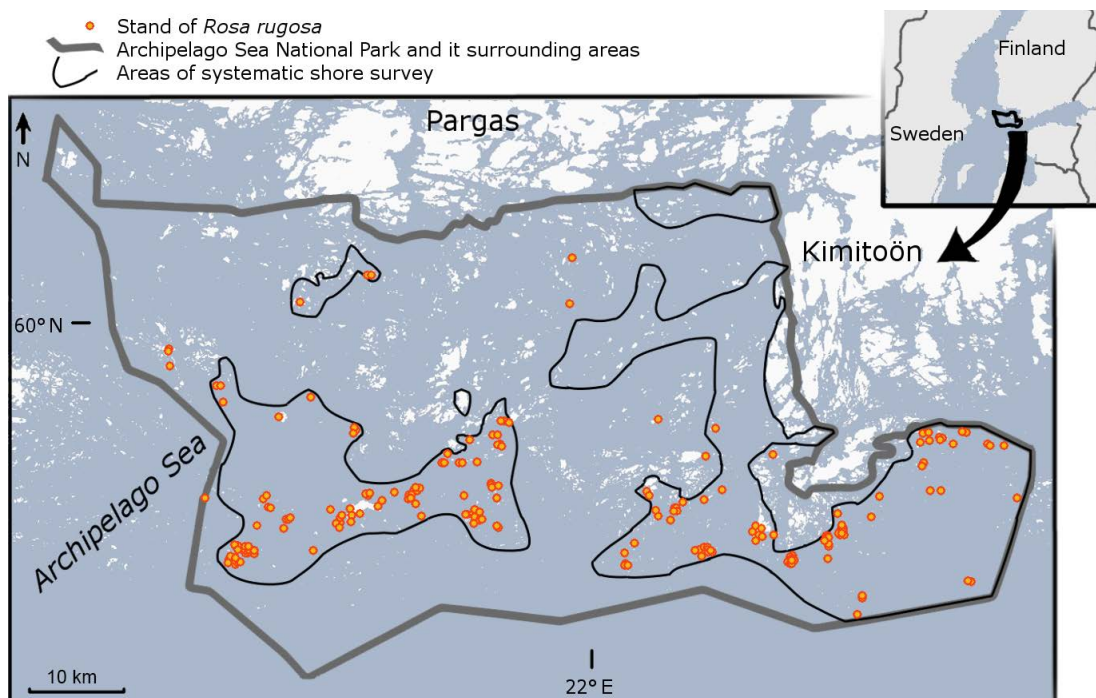 Stand of Rosa rugosa
Archipelago Sea National Park and it surrounding areas
Areas of systematic shore survey
Finland
Sweden
N
Pargas
Kimitoön
60° N
Archipelago Sea
10 km
22° E